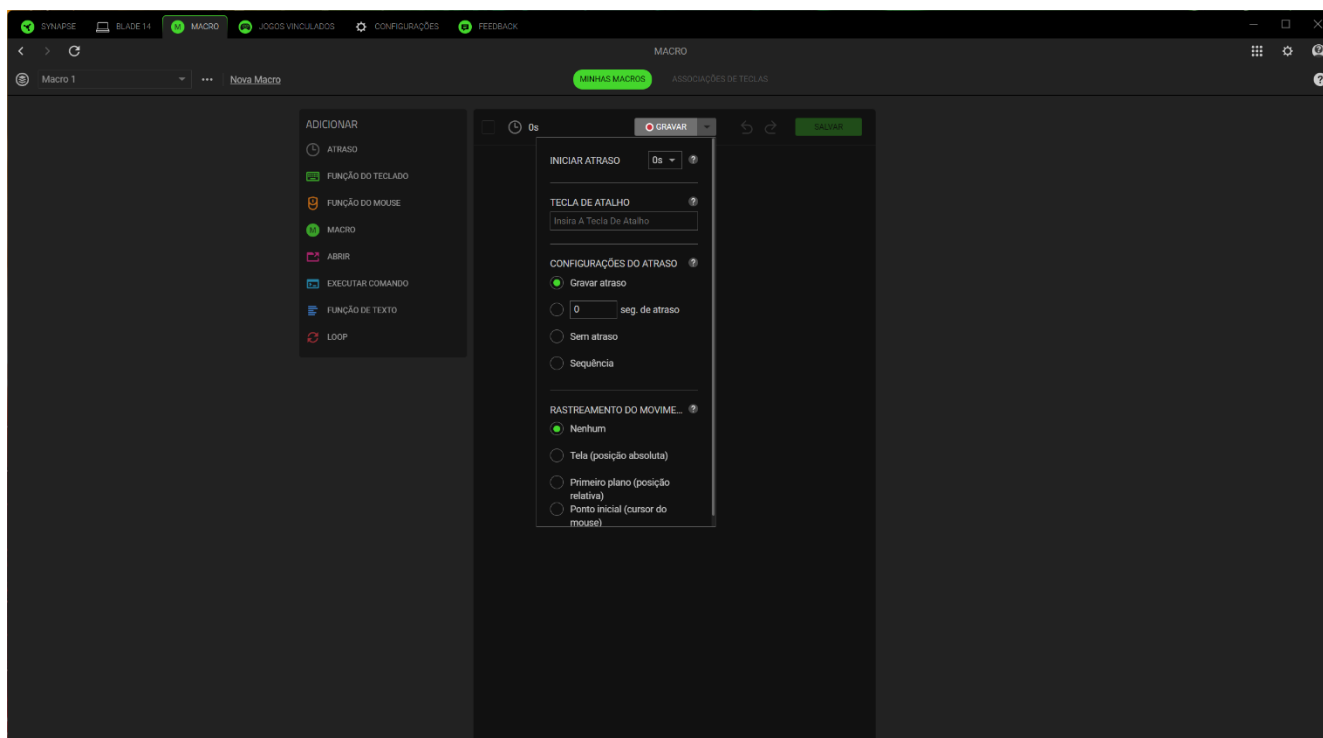 SYNAPSE BLADE 14 MACRO JOGOS VINCULADOS CONFIGURAÇÕES FEEDBACK
MACRO
Macro 1 Nova Macro MINHAS MACROS ASSOCIAÇÕES DE TECLAS
ADICIONAR
ATRASO
FUNÇÃO DO TECLADO
FUNÇÃO DO MOUSE
MACRO
ABRIR
EXECUTAR COMANDO
FUNÇÃO DE TEXTO
LOOP
0s GRAVAR SALVAR
INICIAR ATRASO 0s
TECLA DE ATALHO
Insira A Tecla De Atalho
CONFIGURAÇÕES DO ATRASO
Gravar atraso
0 seg. de atraso
Sem atraso
Sequência
RASTREAMENTO DO MOVIME...
Nenhum
Tela (posição absoluta)
Primeiro plano (posição
relativa)
Ponto inicial (cursor do
mouse)